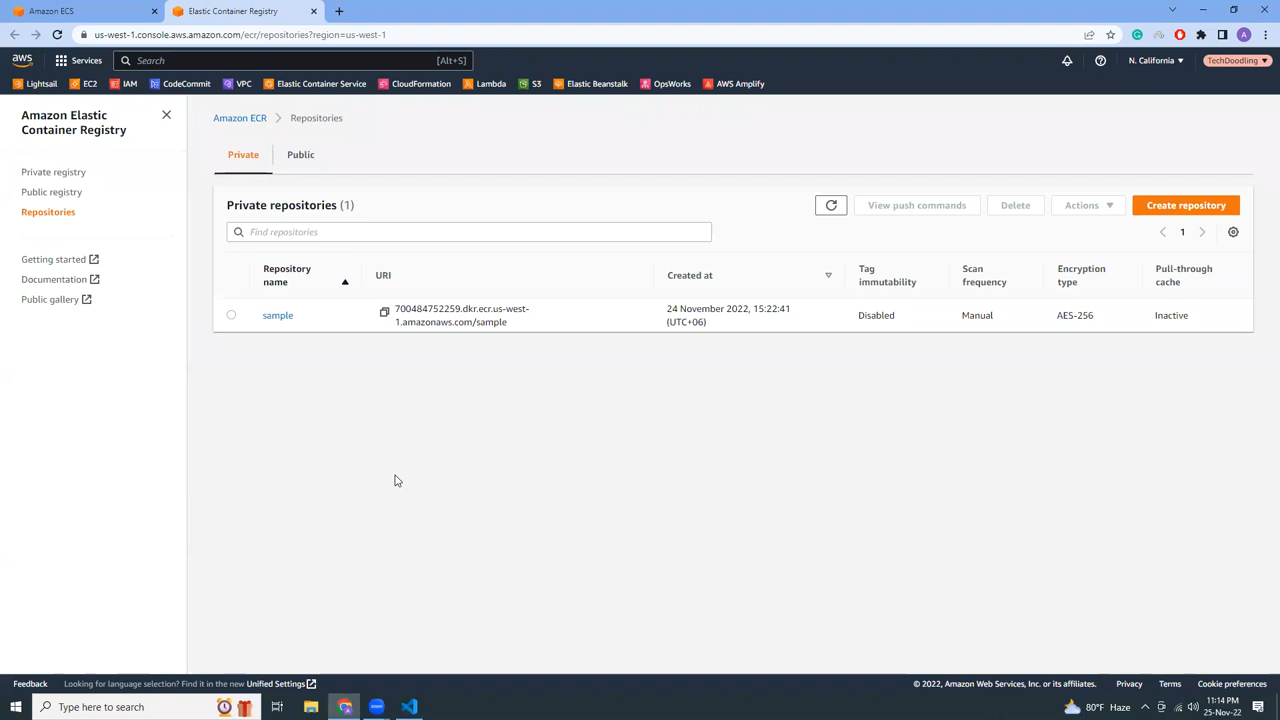 Amazon ECS
Elastic Container Registry
us-west-1.console.aws.amazon.com/ecr/repositories?region=us-west-1
A
aws
Services
Search
[Alt+S]
N. California
TechDoodling
Lightsail
EC2
IAM
CodeCommit
VPC
Elastic Container Service
CloudFormation
Lambda
S3
Elastic Beanstalk
OpsWorks
AWS Amplify
Amazon Elastic
Container Registry
Private registry
Public registry
Repositories
Getting started
Documentation
Public gallery
Amazon ECR
Repositories
Private
Public
Private repositories (1)
View push commands
Delete
Actions
Create repository
Find repositories
1
Repository
name
URI
Created at
Tag
immutability
Scan
frequency
Encryption
type
Pull-through
cache
sample
700484752259.dkr.ecr.us-west-
1.amazonaws.com/sample
24 November 2022, 15:22:41
(UTC+06)
Disabled
Manual
AES-256
Inactive
Feedback
Looking for language selection? Find it in the new Unified Settings
© 2022, Amazon Web Services, Inc. or its affiliates.
Privacy
Terms
Cookie preferences
Type here to search
80°F Haze
11:14 PM
25-Nov-22